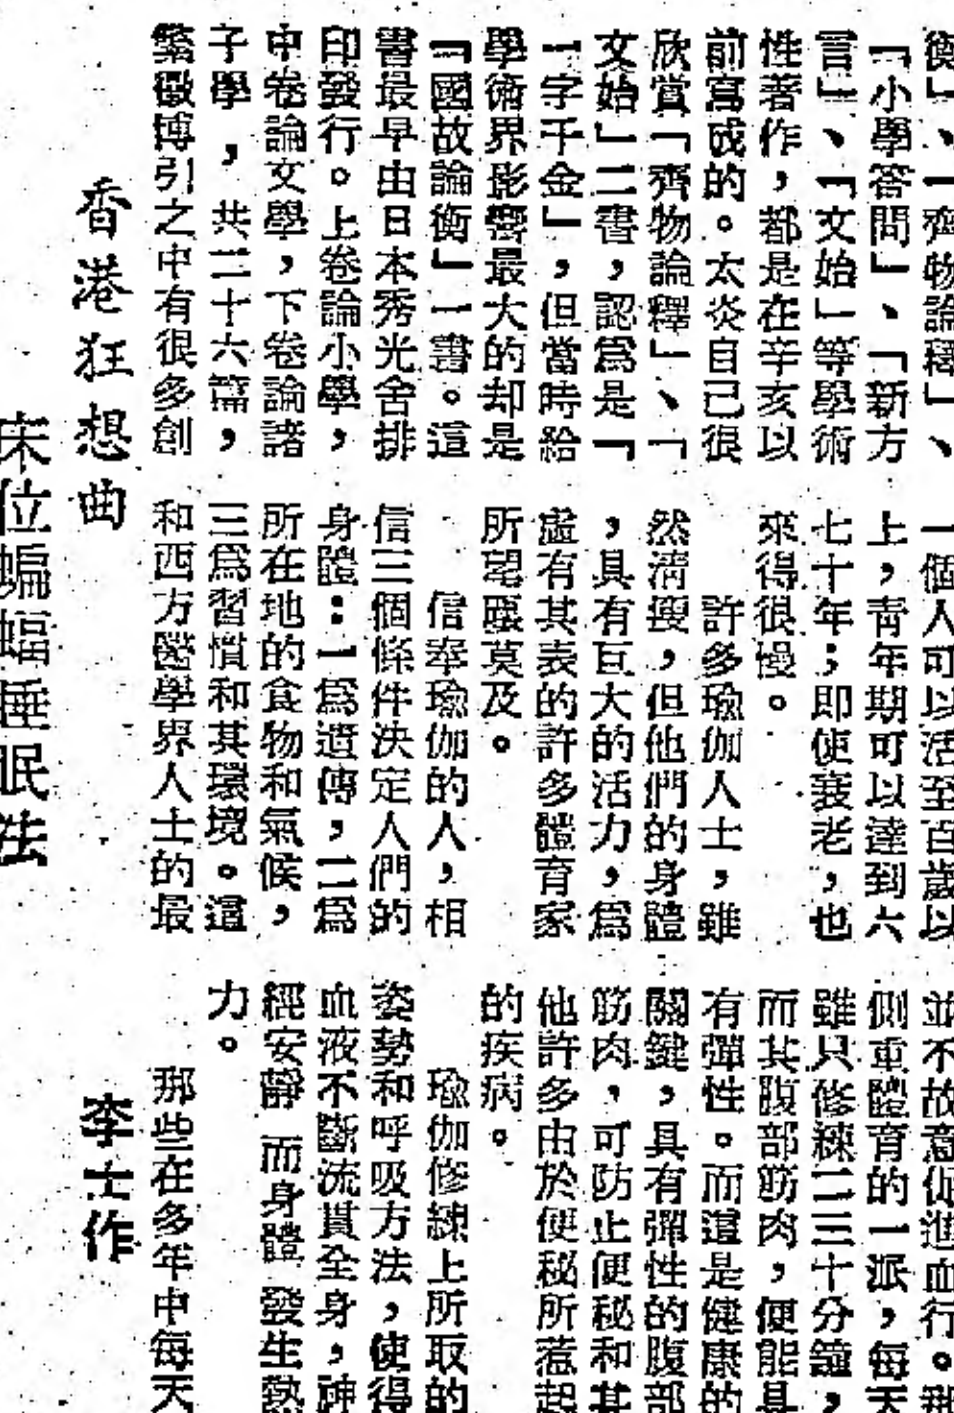 衡」、「齊物論釋」、
「小學答問」、「新方
言」、「文始」等學術
性著作，都是在辛亥以
前寫成的。太炎自己很
欣賞「齊物論釋」、「
文始」二書，認爲是「
一字千金」，但當時給
學術界影響最大的却是
「國故論衡」一書。這
書最早由日本秀光舍排
印發行。上卷論小學，
中卷論文學，下卷論諸
子學，共二十六篇，
繁徵博引之中有很多創
一個人可以活至百歲以
上，青年期可以達到六
七十年；即使衰老，也
來得很慢。
許多瑜伽人士，雖
然清瘦，但他們的身體
，具有巨大的活力，爲
虛有其表的許多體育家
所望塵莫及。
信奉瑜伽的人，相
信三個條件決定人們的
身體：一爲遺傳，二爲
所在地的食物和氣候，
三爲習慣和其環境。這
和西方醫學界人士的最
並不故意促進血行。那
側重體育的一派，每天
雖只修練二三十分鐘，
而其腹部筋肉，便能具
有彈性。而這是健康的
關鍵，具有彈性的腹部
筋肉，可防止便秘和其
他許多由於便秘所惹起
的疾病。
瑜伽修練上所取的
姿勢和呼吸方法，使得
血液不斷流貫全身，神
經安靜 而身體 發生熱
力。
那些在多年中每天
香港狂想曲
李士作
床位蝙蝠睡眠法